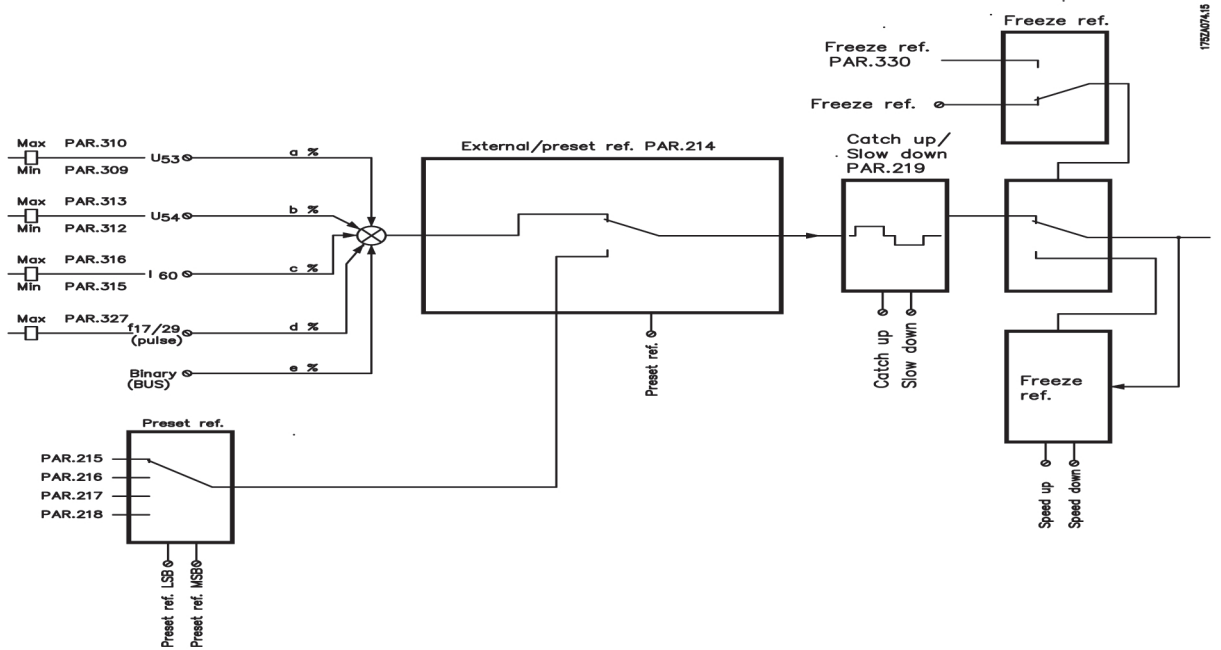 175ZA074.15
Freeze ref.
Freeze ref.
PAR.330
Freeze ref.
Max PAR.310
Min PAR.309
U53
a %
Max PAR.313
Min PAR.312
U54
b %
Max PAR.316
Min PAR.315
I 60
c %
Max PAR.327
f17/29
(pulse)
d %
Binary
(BUS)
e %
External/preset ref. PAR.214
Preset ref.
Catch up/
Slow down
PAR.219
Catch up
Slow down
Freeze
ref.
Speed up
Speed down
Preset ref.
PAR.215
PAR.216
PAR.217
PAR.218
Preset ref. LSB
Preset ref. MSB